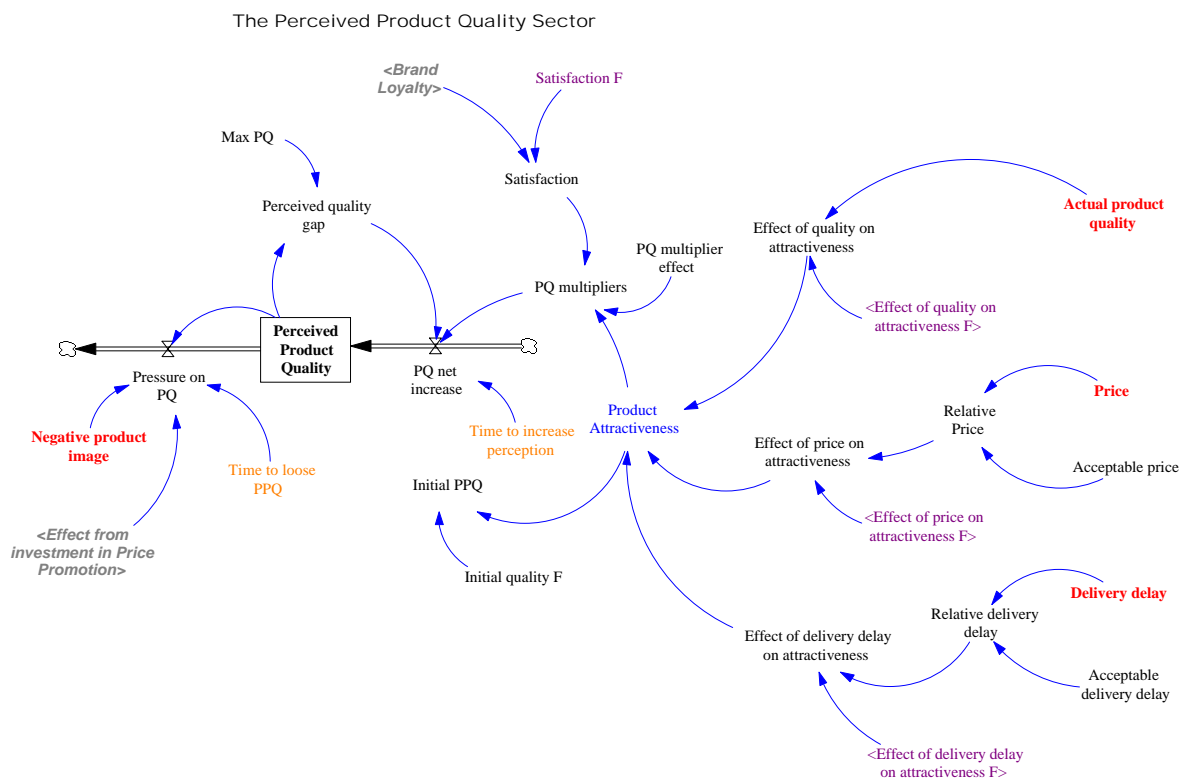 The Perceived Product Quality Sector
<Brand
Loyalty>
Satisfaction F
Max PQ
Satisfaction
Perceived quality
gap
Actual product
quality
Effect of quality on
attractiveness
PQ multiplier
effect
PQ multipliers
<Effect of quality on
attractiveness F>
Perceived
Product
Quality
Pressure on
PQ
PQ net
increase
Negative product
image
Time to loose
PPQ
Time to increase
perception
Product
Attractiveness
Price
Relative
Price
Effect of price on
attractiveness
Acceptable price
Initial PPQ
<Effect of price on
attractiveness F>
<Effect from
investment in Price
Promotion>
Initial quality F
Delivery delay
Relative delivery
delay
Effect of delivery delay
on attractiveness
Acceptable
delivery delay
<Effect of delivery delay
on attractiveness F>